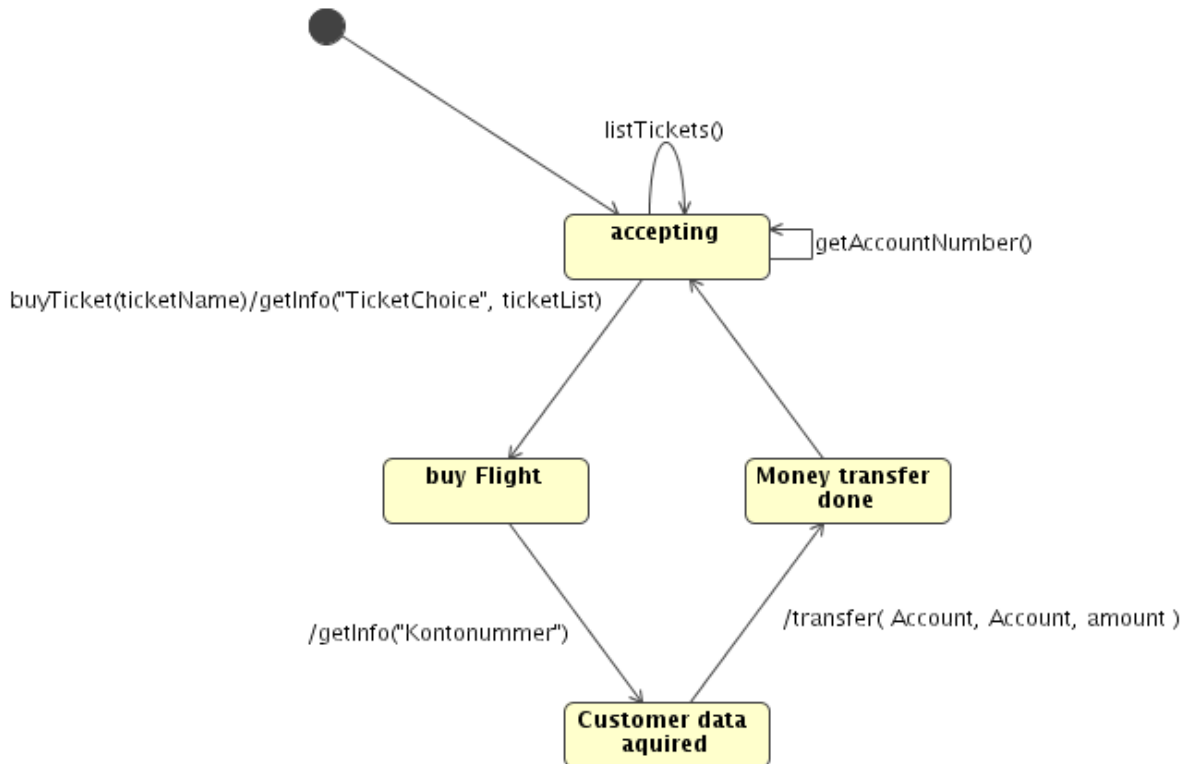 listTickets()
accepting
getAccountNumber()
buyTicket(ticketName)/getInfo("TicketChoice", ticketList)
buy Flight
Money transfer
done
/getInfo("Kontonummer")
/transfer( Account, Account, amount )
Customer data
aquired